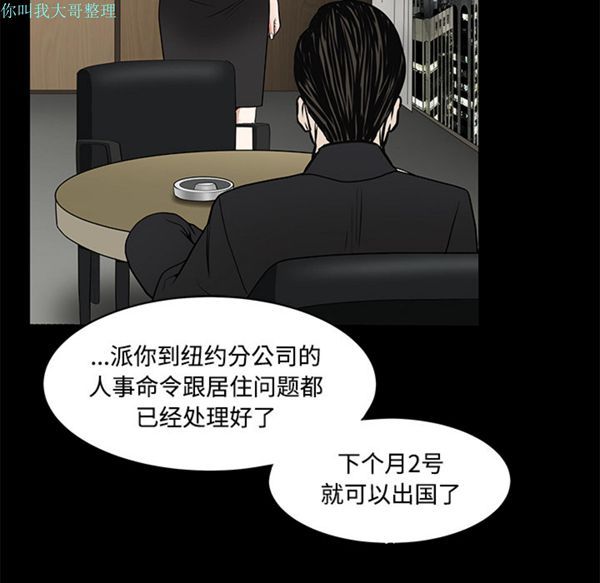 你叫我大哥整理
...派你到纽约分公司的
人事命令跟居住问题都
已经处理好了
下个月2号
就可以出国了